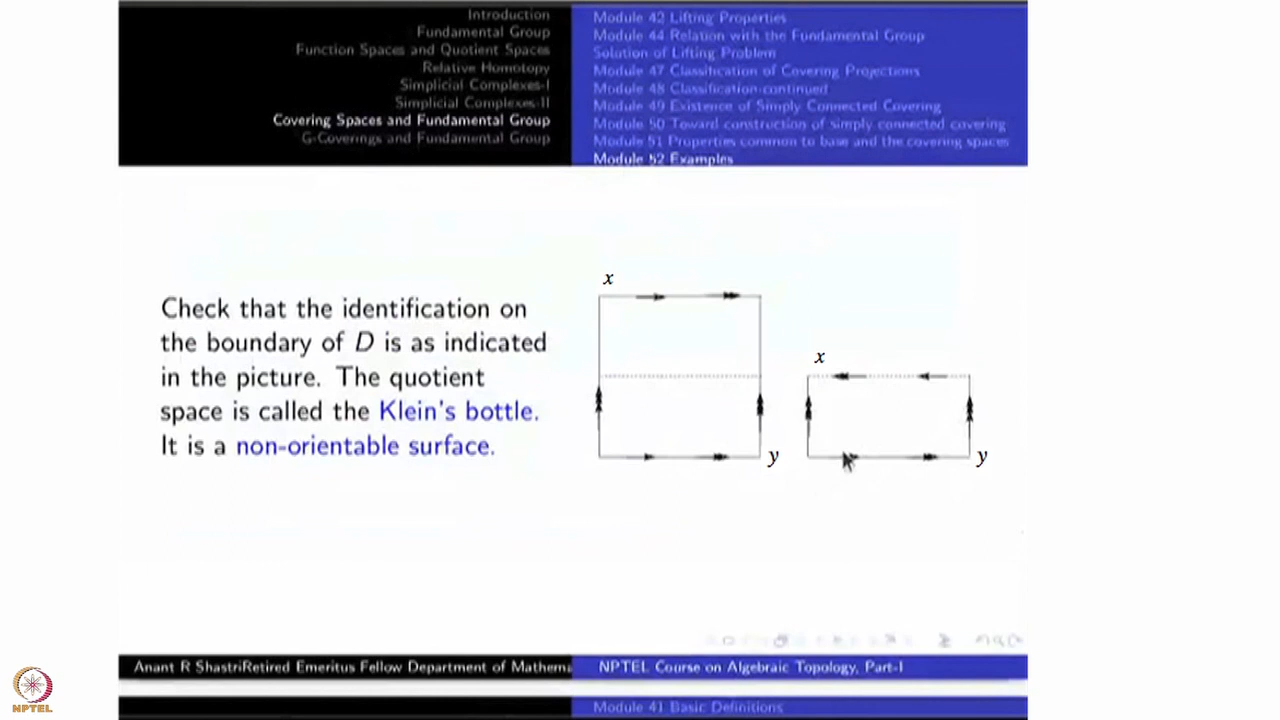 Introduction
Fundamental Group
Function Spaces and Quotient Spaces
Relative Homotopy
Simplicial Complexes-I
Simplicial Complexes-II
Covering Spaces and Fundamental Group
G-Coverings and Fundamental Group
Module 42 Lifting Properties
Module 44 Relation with the Fundamental Group
Solution of Lifting Problem
Module 47 Classification of Covering Projections
Module 48 Classification-continued
Module 49 Existence of Simply Connected Covering
Module 50 Toward construction of simply connected covering
Module 51 Properties common to base and the covering spaces
Module 52 Examples
Check that the identification on
the boundary of D is as indicated
in the picture. The quotient
space is called the Klein's bottle.
It is a non-orientable surface.
x
y
x
y
Anant R ShastriRetired Emeritus Fellow Department of Mathema
NPTEL Course on Algebraic Topology, Part-I
Module 41 Basic Definitions
NPTEL